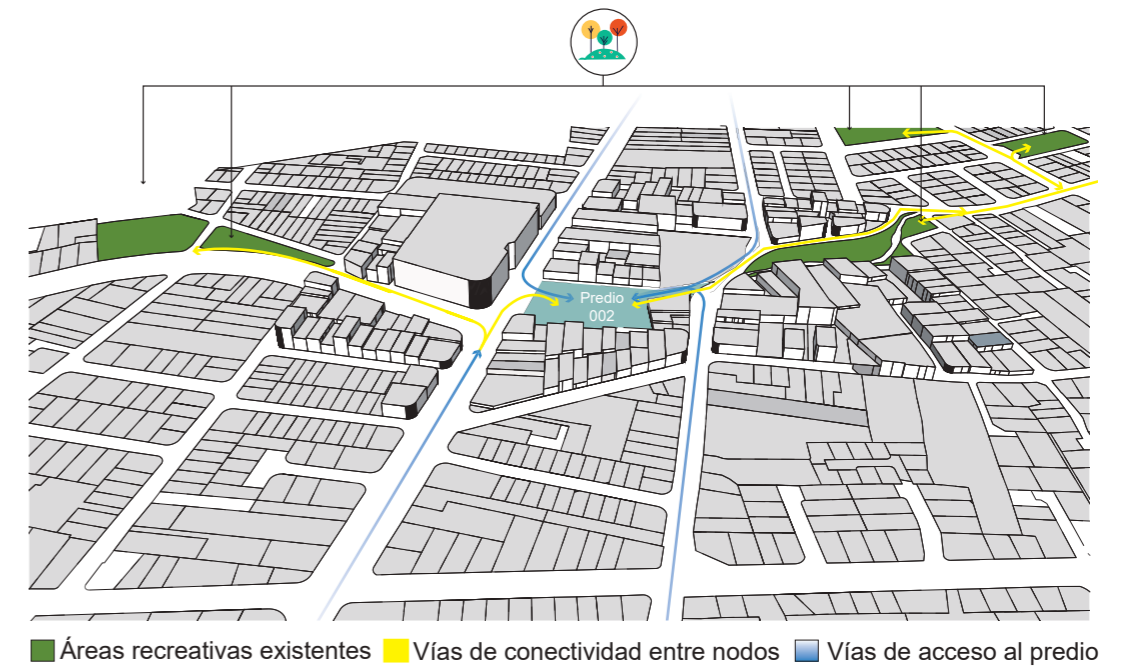 Predio
002
Áreas recreativas existentes Vías de conectividad entre nodos Vías de acceso al predio